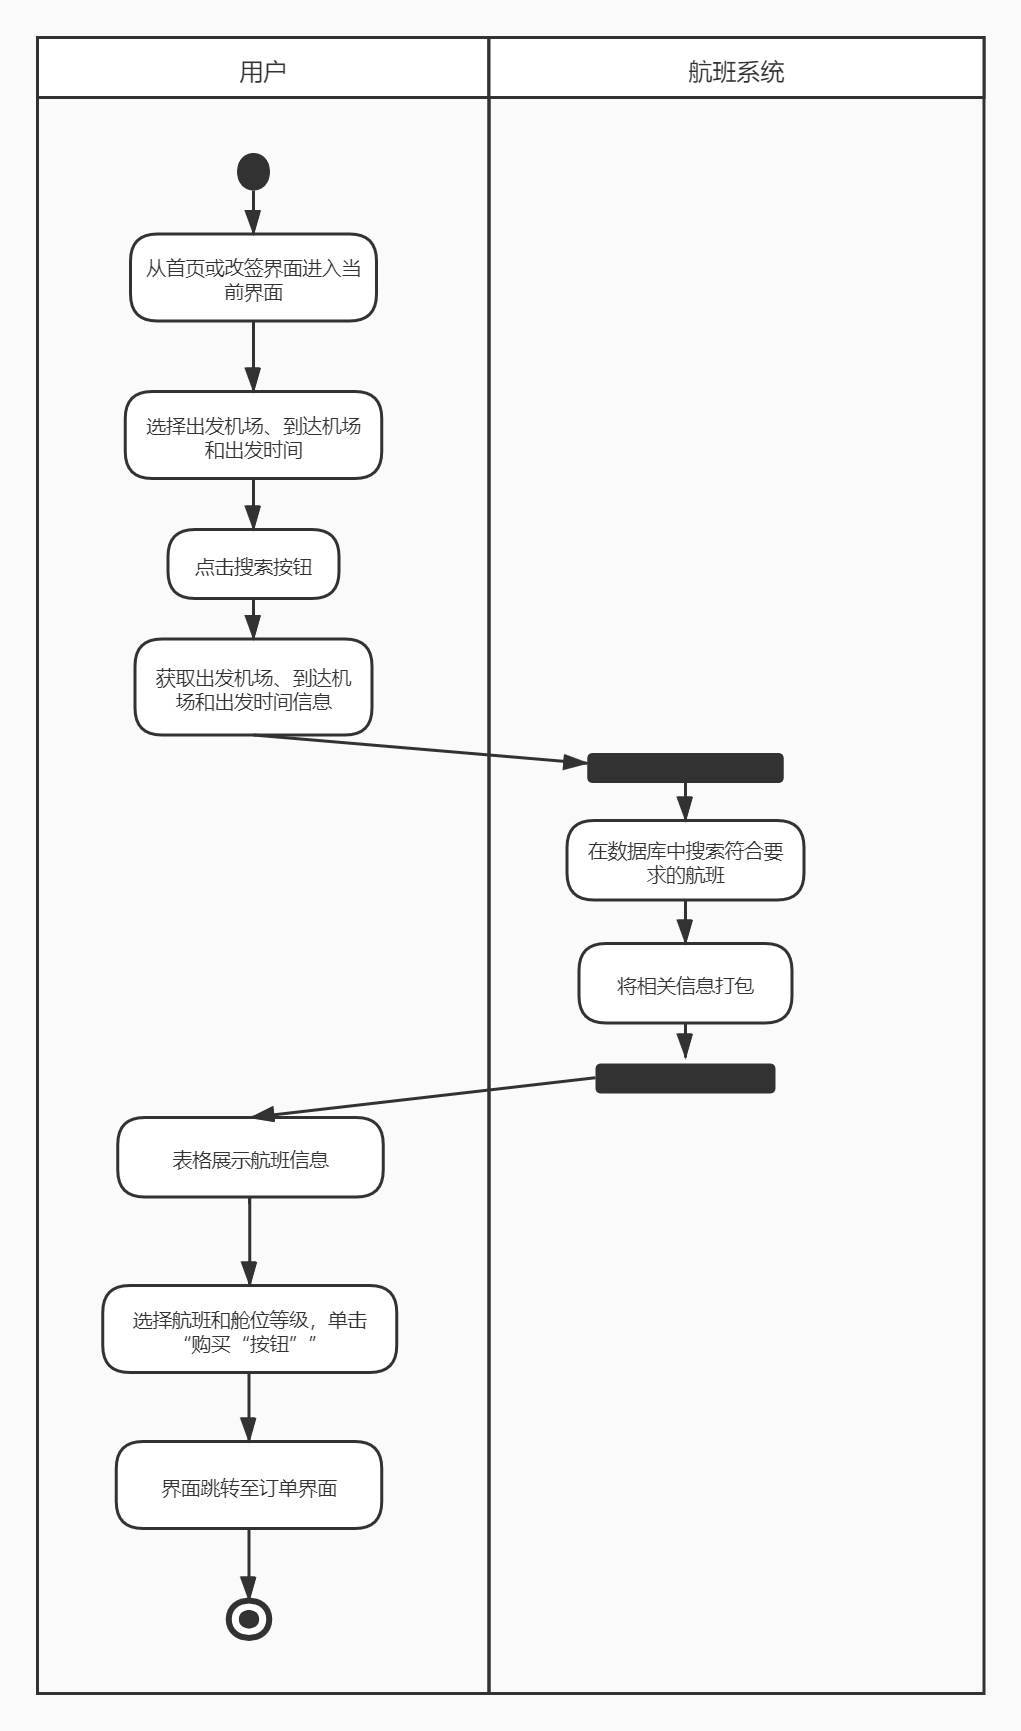 用户
航班系统
从首页或改签界面进入当
前界面
选择出发机场、到达机场
和出发时间
点击搜索按钮
获取出发机场、到达机
场和出发时间信息
在数据库中搜索符合要
求的航班
将相关信息打包
表格展示航班信息
选择航班和舱位等级，单击
“购买“按钮””
界面跳转至订单界面